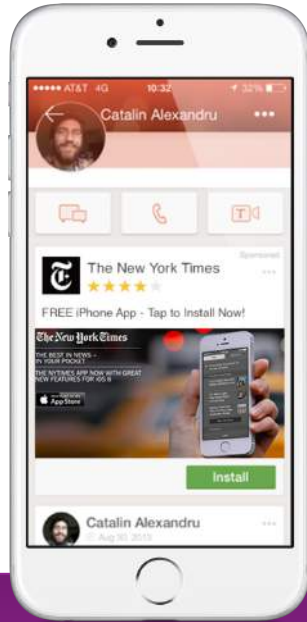 AT&T 4G 10:32 32%
Catalin Alexandru
T
Sponsored
T
The New York Times
FREE iPhone App - Tap to Install Now!
The New York Times
THE BEST IN NEWS –
IN YOUR POCKET
THE NYTIMES APP NOW WITH GREAT
NEW FEATURES FOR iOS 6
App Store
Install
Catalin Alexandru
Aug 30, 2013